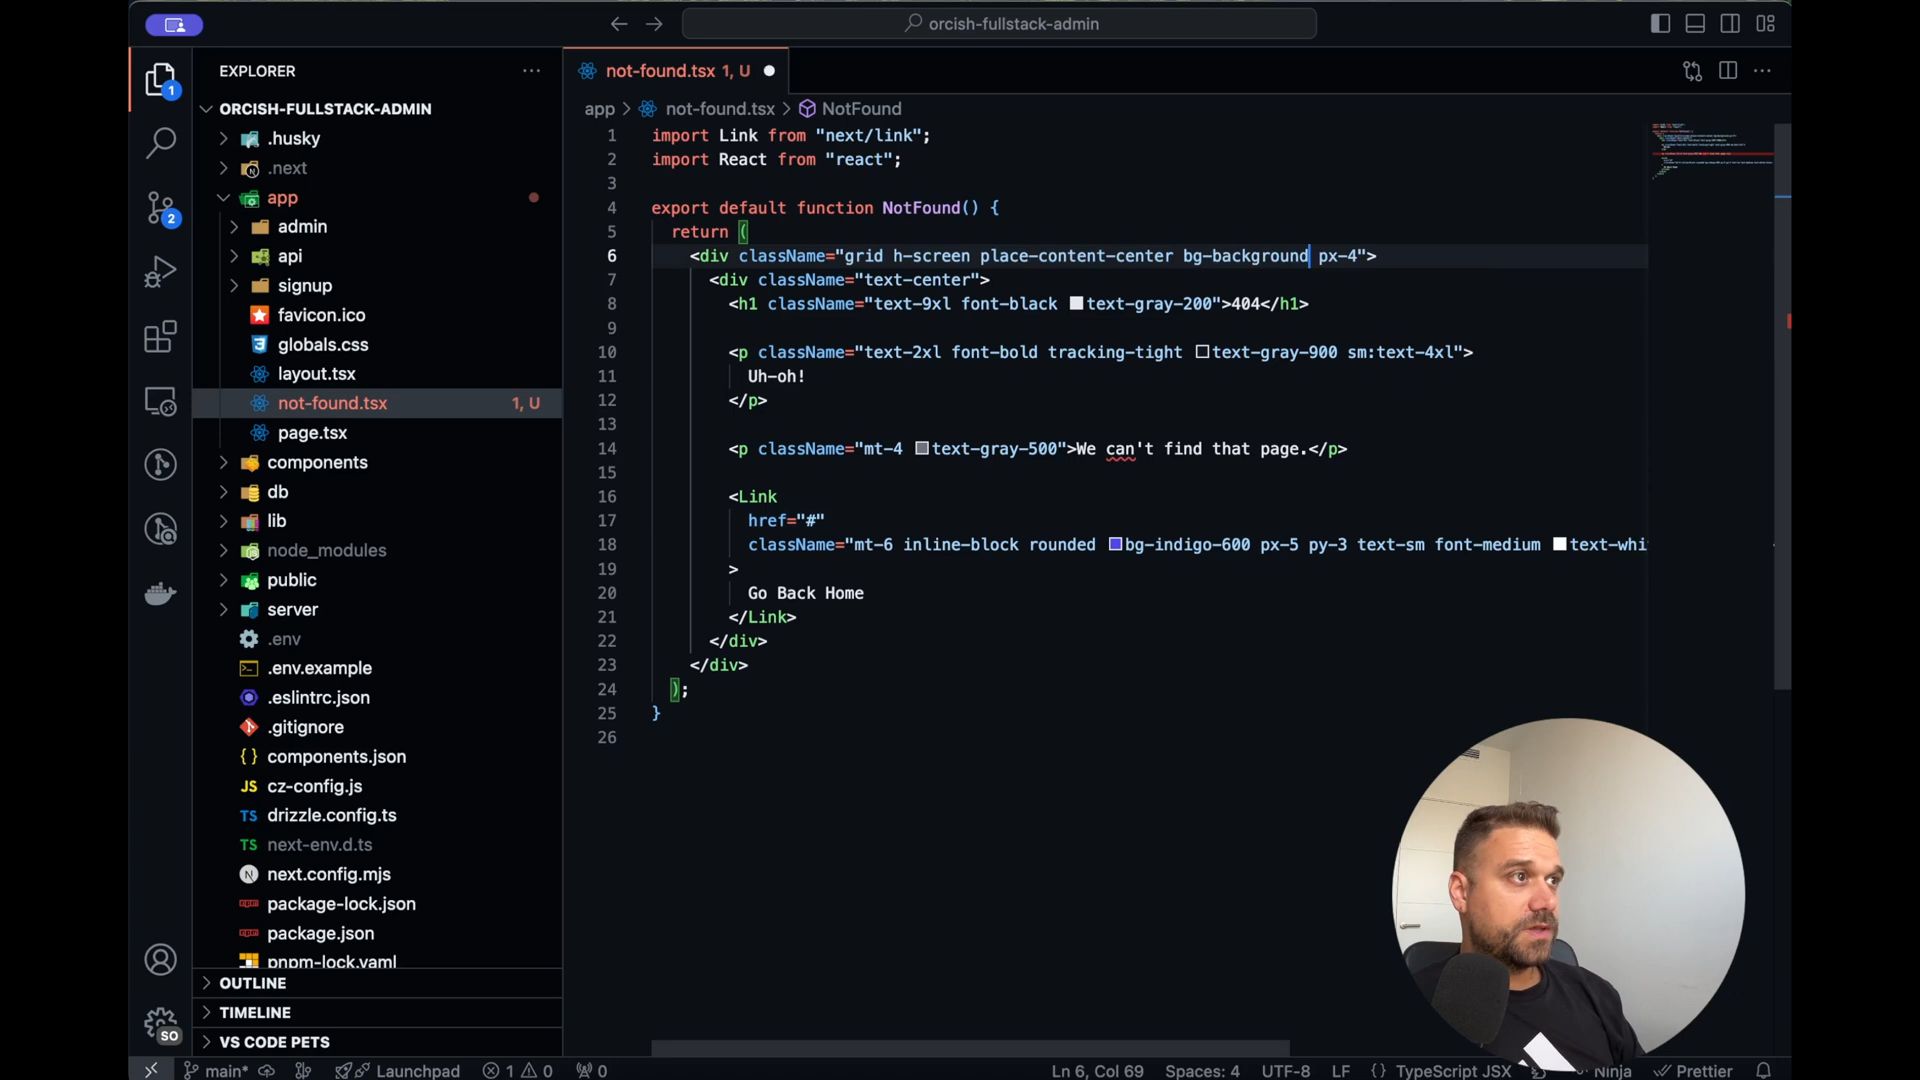 orcish-fullstack-admin
EXPLORER
not-found.tsx 1, U
1
app > not-found.tsx > NotFound
ORCISH-FULLSTACK-ADMIN
.husky
.next
app
2
admin
api
signup
favicon.ico
globals.css
layout.tsx
not-found.tsx 1, U
page.tsx
components
db
lib
node_modules
public
server
.env
.env.example
.eslintrc.json
.gitignore
components.json
cz-config.js
drizzle.config.ts
next-env.d.ts
next.config.mjs
package-lock.json
package.json
pnpm-lock.yaml
OUTLINE
TIMELINE
VS CODE PETS
1 import Link from "next/link";
2 import React from "react";
3
4 export default function NotFound() {
5 return (
6 <div className="grid h-screen place-content-center bg-background px-4">
7 <div className="text-center">
8 <h1 className="text-9xl font-black text-gray-200">404</h1>
9
10 <p className="text-2xl font-bold tracking-tight text-gray-900 sm:text-4xl">
11 Uh-oh!
12 </p>
13
14 <p className="mt-4 text-gray-500">We can't find that page.</p>
15
16 <Link
17 href="#"
18 className="mt-6 inline-block rounded bg-indigo-600 px-5 py-3 text-sm font-medium text-whi
19 >
20 Go Back Home
21 </Link>
22 </div>
23 </div>
24 );
25 }
26
SO
main* Launchpad 1 0 0 Ln 6, Col 69 Spaces: 4 UTF-8 LF {} TypeScript JSX Ninja Prettier